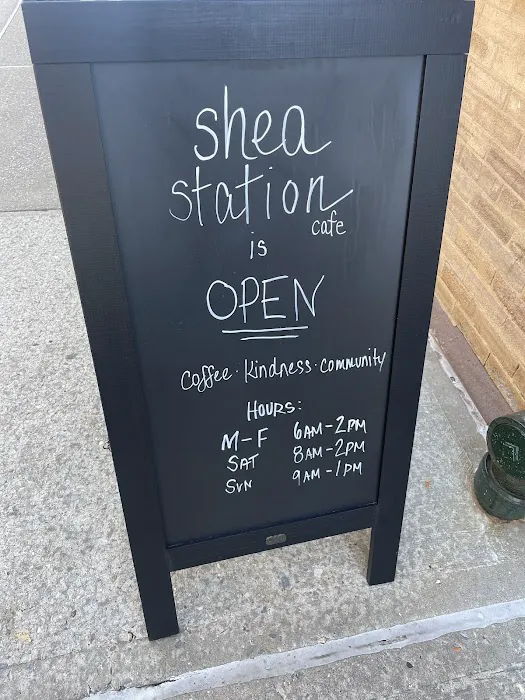 shea
station
cafe
is
OPEN
coffee · kindness · community
HOURS:
M-F 6AM-2PM
SAT 8AM-2PM
SUN 9AM-1PM